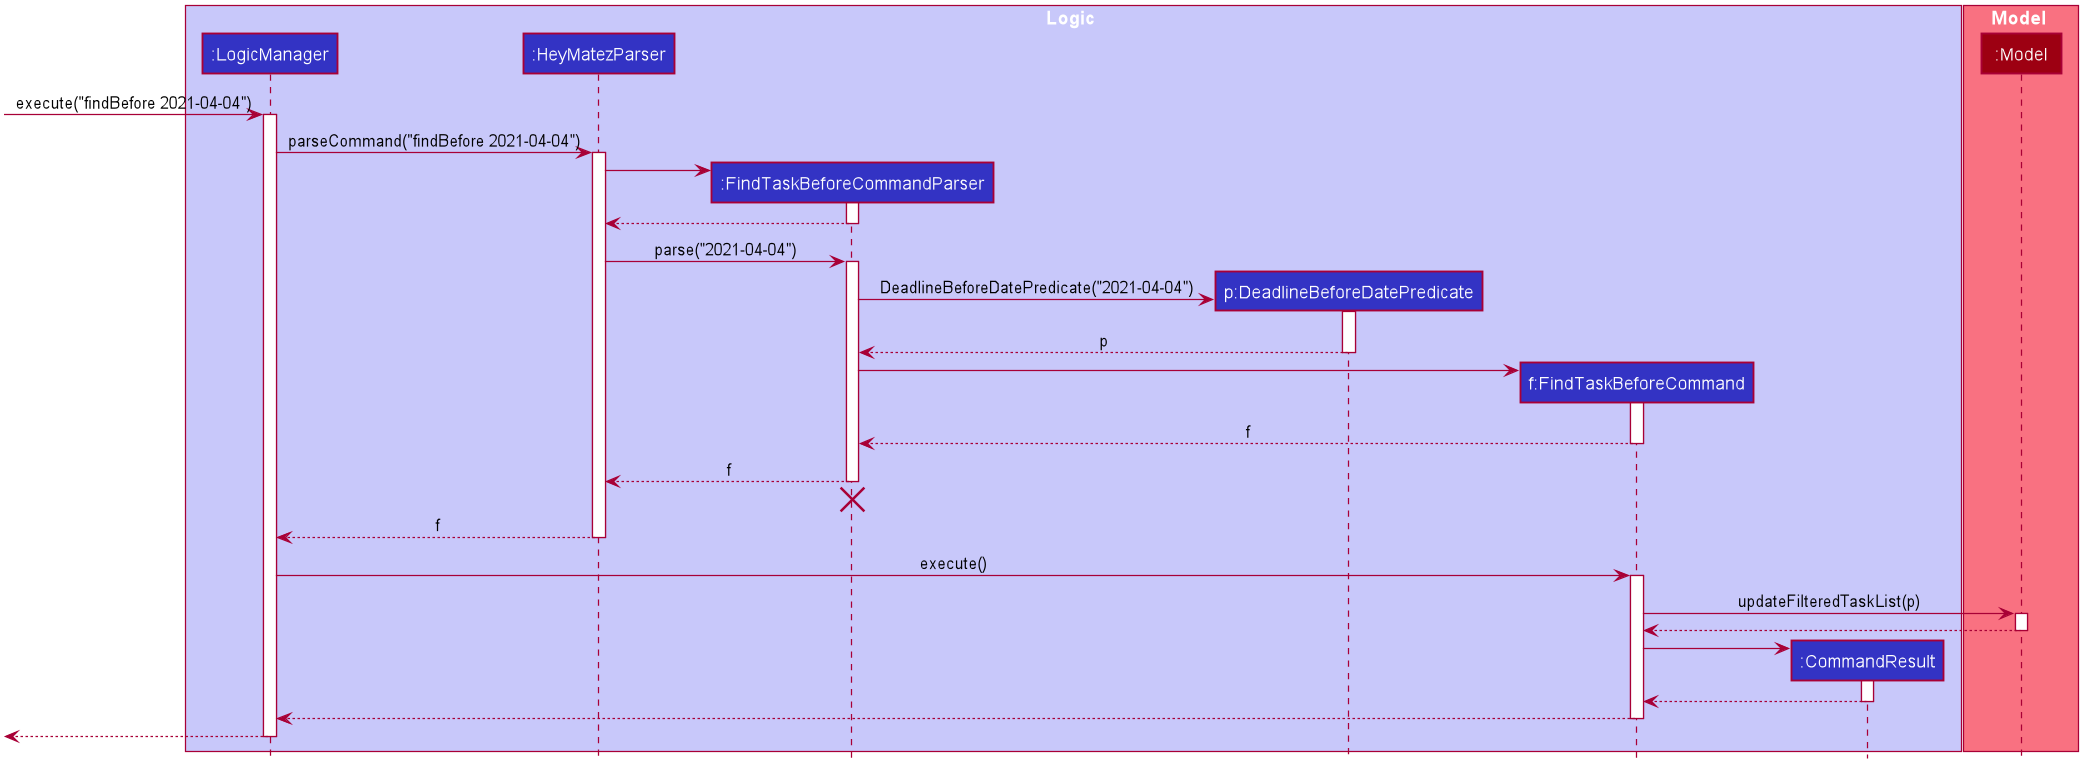 Logic
Model
:LogicManager
:HeyMatezParser
:Model
execute("findBefore 2021-04-04")
parseCommand("findBefore 2021-04-04")
:FindTaskBeforeCommandParser
parse("2021-04-04")
DeadlineBeforeDatePredicate("2021-04-04")
p:DeadlineBeforeDatePredicate
p
f:FindTaskBeforeCommand
f
f
f
execute()
updateFilteredTaskList(p)
:CommandResult